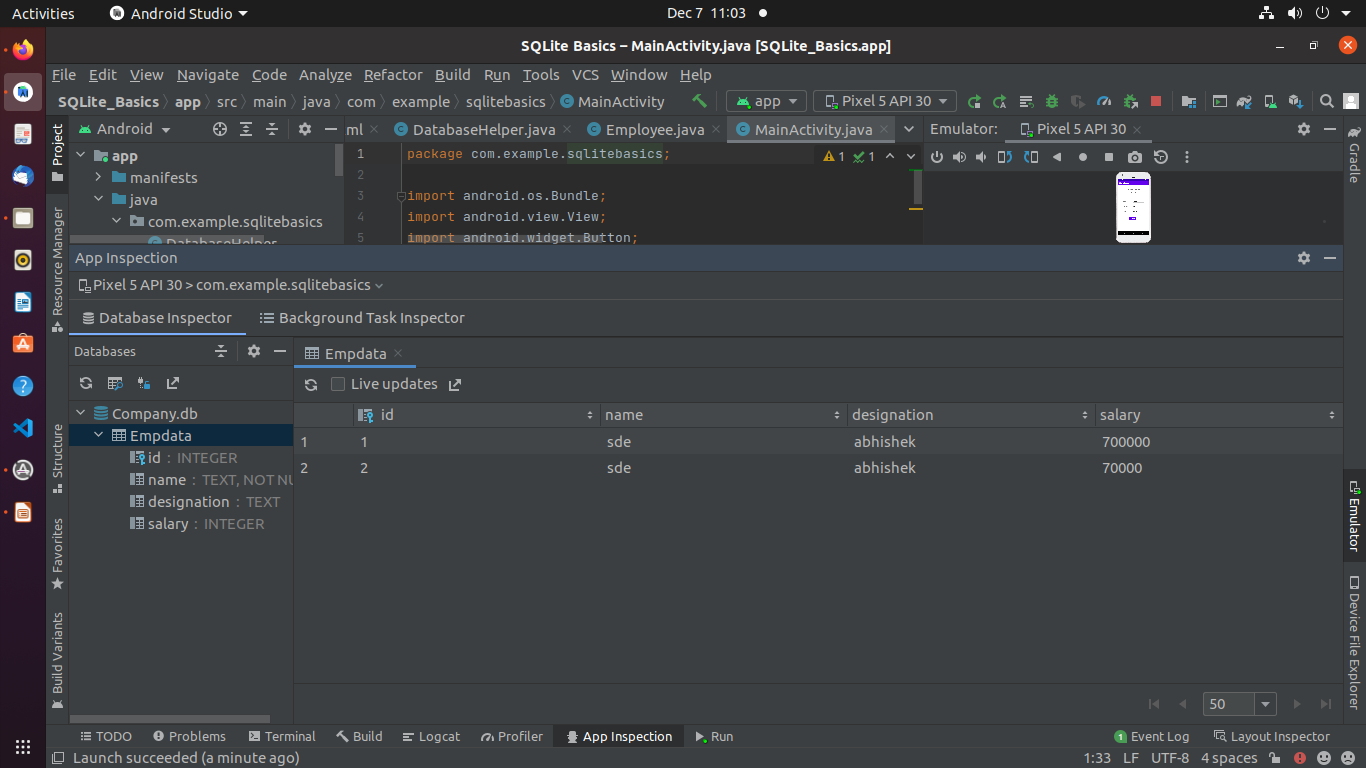 Activities Android Studio Dec 7 11:03
SQLite Basics – MainActivity.java [SQLite_Basics.app]
File Edit View Navigate Code Analyze Refactor Build Run Tools VCS Window Help
SQLite_Basics app src main java com example sqlitebasics MainActivity app Pixel 5 API 30
Project Android ml DatabaseHelper.java Employee.java MainActivity.java Emulator: Pixel 5 API 30 Gradle
app 1 package com.example.sqlitebasics; 1 1
manifests 2
java 3 import android.os.Bundle;
com.example.sqlitebasics 4 import android.view.View;
DatabaseHelper 5 import android.widget.Button;
App Inspection
Resource Manager
Pixel 5 API 30 > com.example.sqlitebasics
Database Inspector Background Task Inspector
Databases Empdata
Live updates
Company.db id name designation salary
Empdata 1 1 sde abhishek 700000
id : INTEGER 2 2 sde abhishek 70000
name : TEXT, NOT NU
designation : TEXT
salary : INTEGER
Structure
Favorites
Build Variants
Emulator
Device File Explorer
50
TODO Problems Terminal Build Logcat Profiler App Inspection Run 1 Event Log Layout Inspector
Launch succeeded (a minute ago) 1:33 LF UTF-8 4 spaces